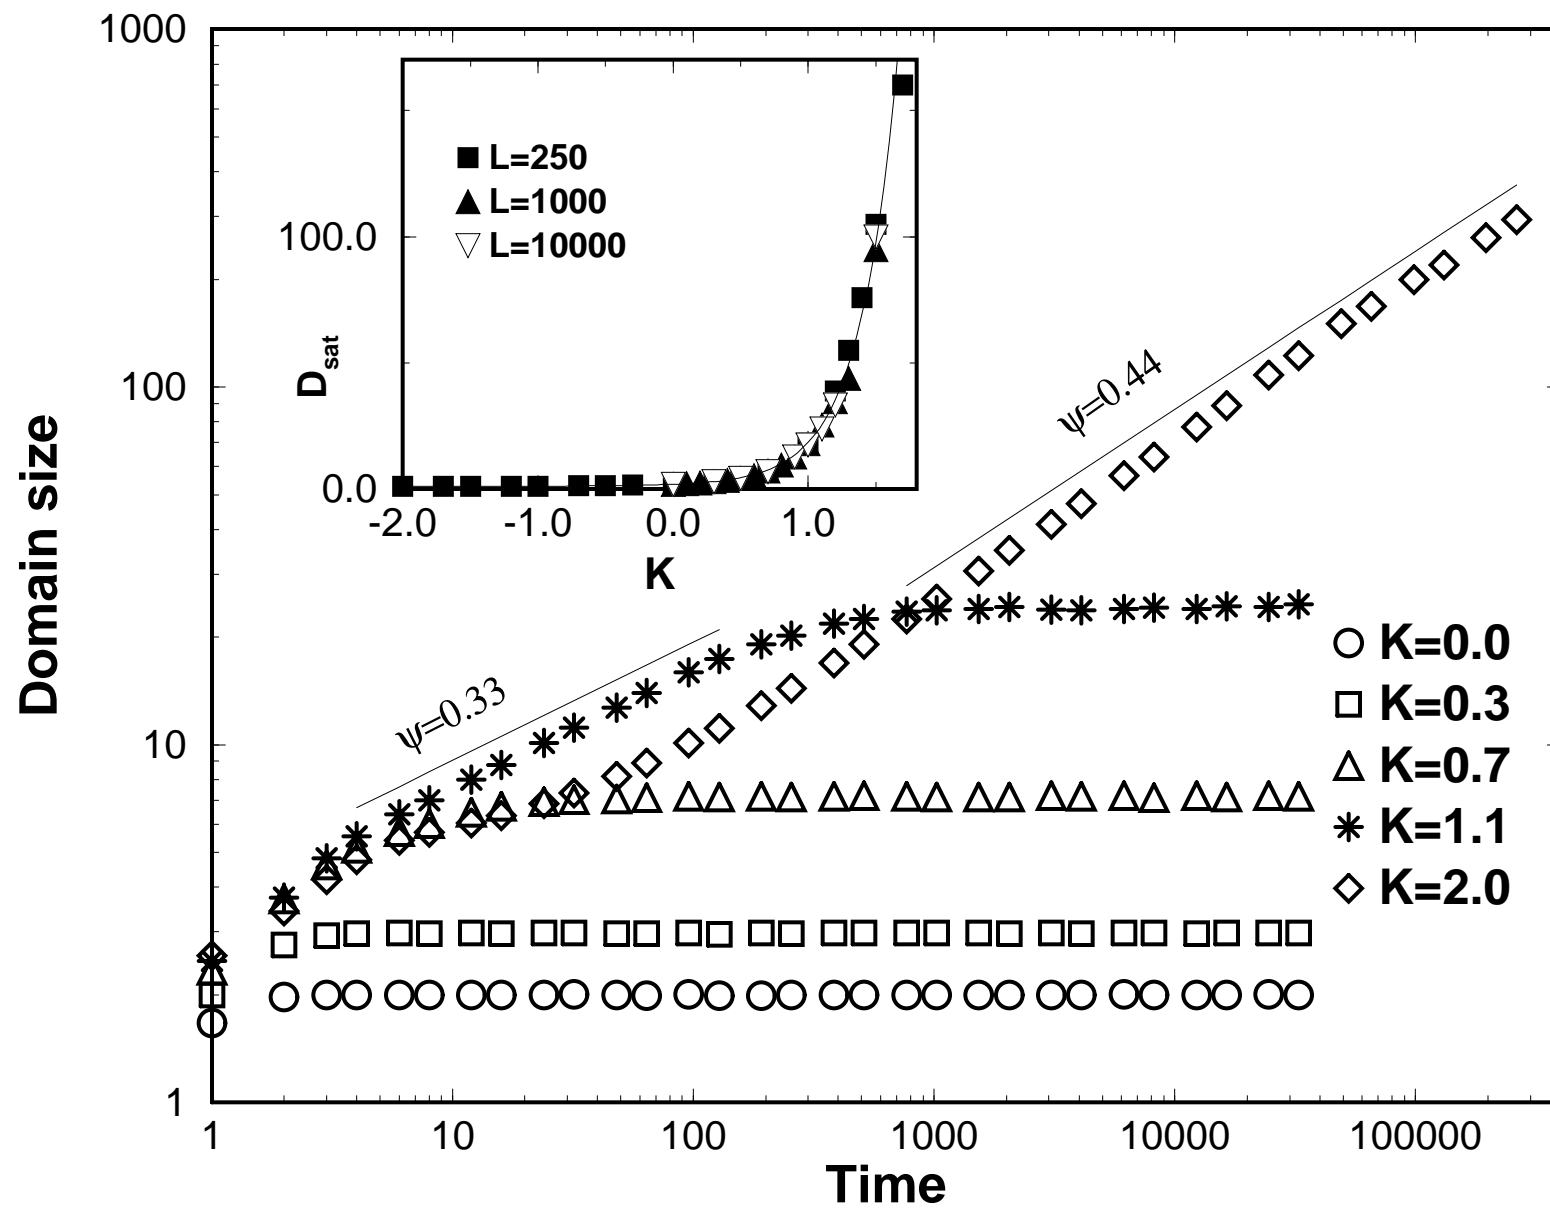 1000
100
10
1
Domain size
1 10 100 1000 10000 100000
Time
L=250
L=1000
L=10000
100.0
0.0
D_sat
-2.0 -1.0 0.0 1.0
K
ψ=0.44
ψ=0.33
K=0.0
K=0.3
K=0.7
K=1.1
K=2.0